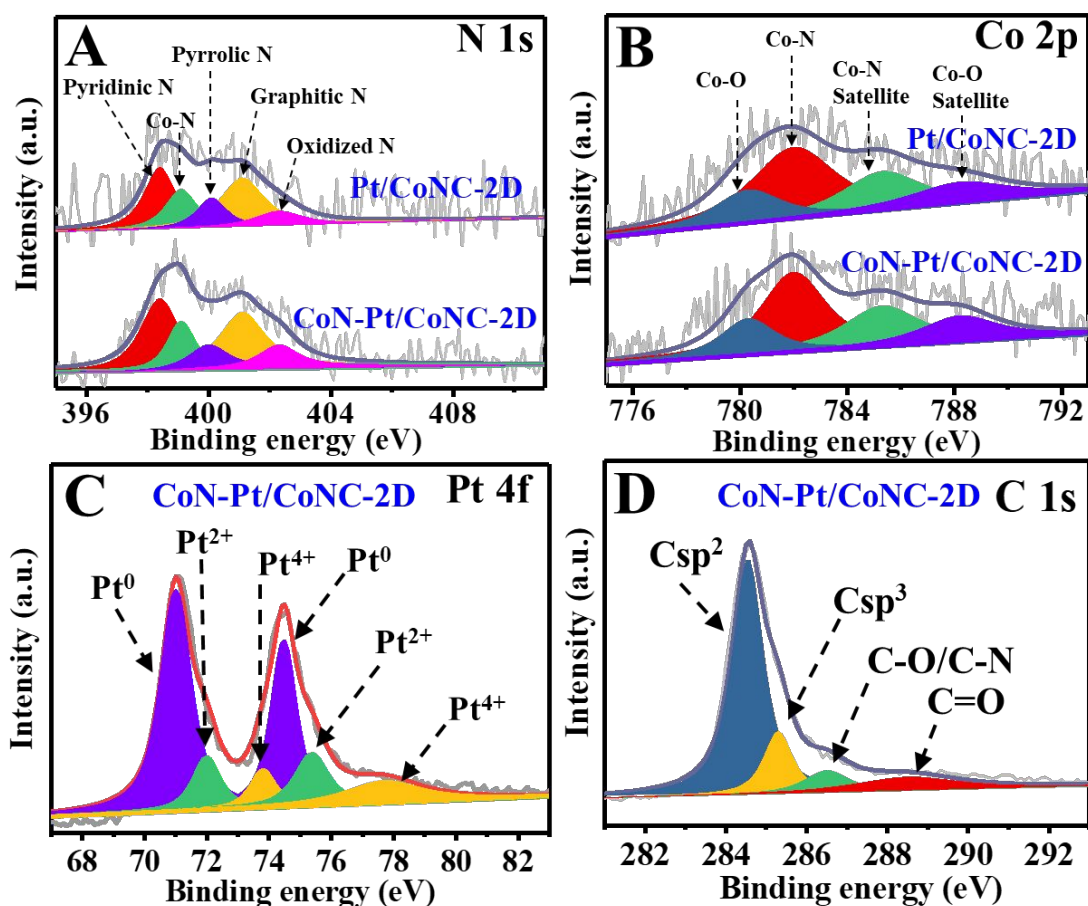 A
N 1s
Pyrrolic N
Pyridinic N
Graphitic N
Co-N
Oxidized N
Pt/CoNC-2D
CoN-Pt/CoNC-2D
Intensity (a.u.)
396 400 404 408
Binding energy (eV)
B
Co 2p
Co-N
Co-O
Co-N
Satellite
Co-O
Satellite
Pt/CoNC-2D
CoN-Pt/CoNC-2D
Intensity (a.u.)
776 780 784 788 792
Binding energy (eV)
C
CoN-Pt/CoNC-2D
Pt 4f
Pt²⁺
Pt⁴⁺
Pt⁰
Pt⁰
Pt²⁺
Pt⁴⁺
Intensity (a.u.)
68 70 72 74 76 78 80 82
Binding energy (eV)
D
CoN-Pt/CoNC-2D
C 1s
Csp²
Csp³
C-O/C-N
C=O
Intensity (a.u.)
282 284 286 288 290 292
Binding energy (eV)